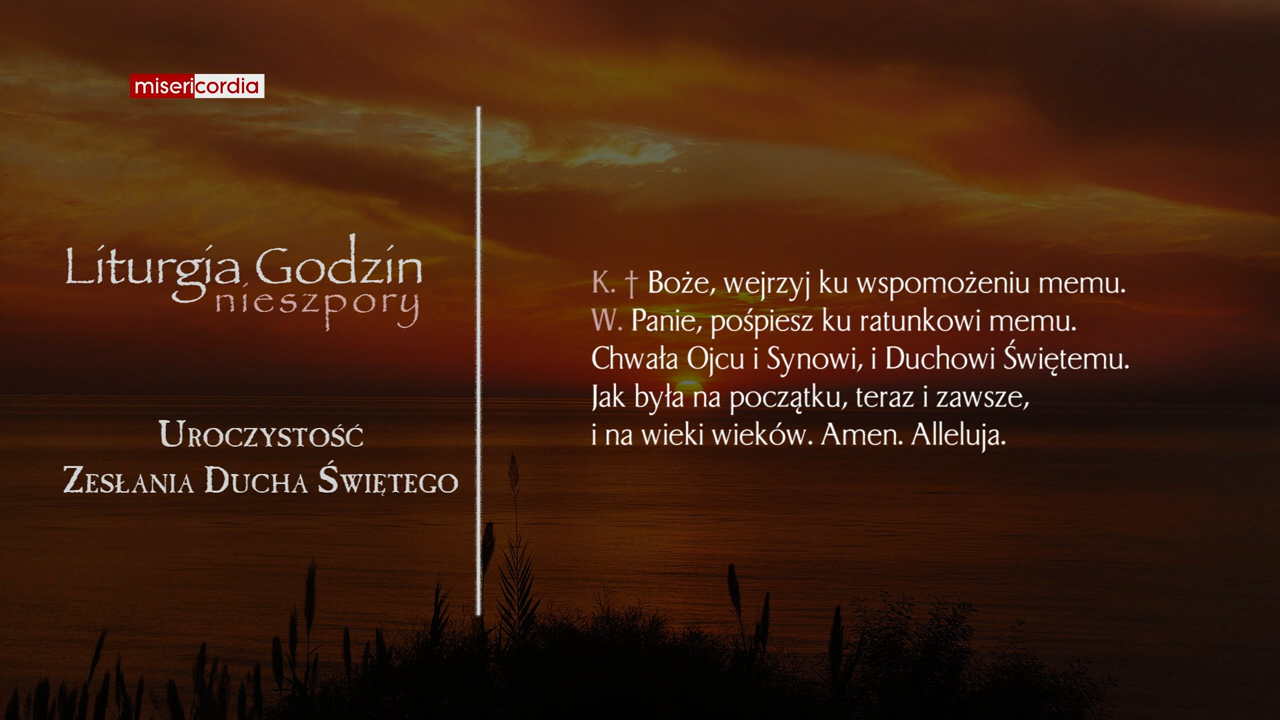 misericordia
Liturgia Godzin
nieszpory
Uroczystość
Zesłania Ducha Świętego
K. † Boże, wejrzyj ku wspomożeniu memu.
W. Panie, pośpiesz ku ratunkowi memu.
Chwała Ojcu i Synowi, i Duchowi Świętemu.
Jak była na początku, teraz i zawsze,
i na wieki wieków. Amen. Alleluja.